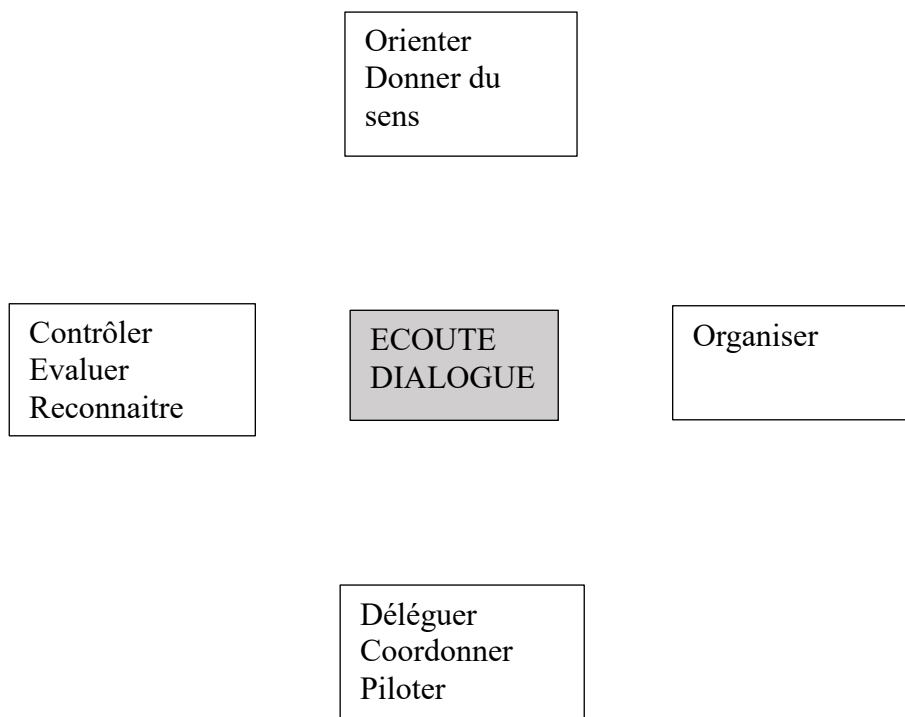 Orienter
Donner du
sens
Contrôler
Evaluer
Reconnaitre
ECOUTE
DIALOGUE
Organiser
Déléguer
Coordonner
Piloter